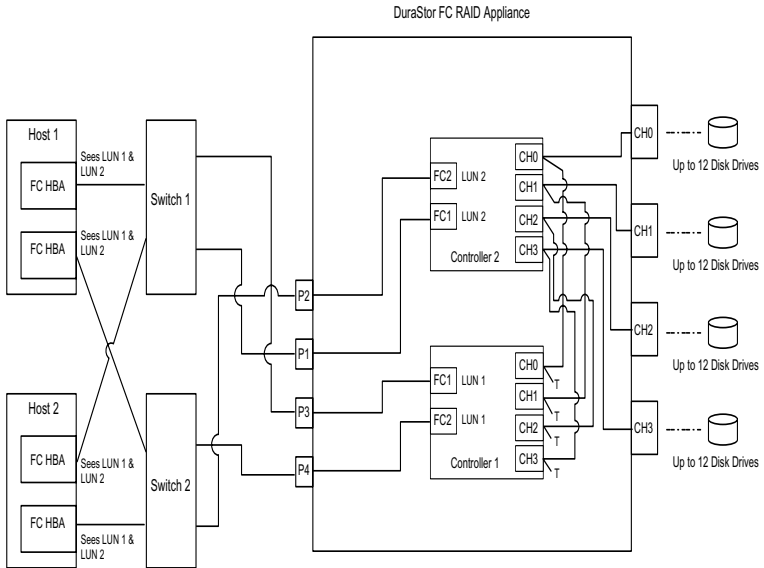 DuraStor FC RAID Appliance
Host 1
FC HBA
FC HBA
Sees LUN 1 &
LUN 2
Sees LUN 1 &
LUN 2
Switch 1
Host 2
FC HBA
FC HBA
Sees LUN 1 &
LUN 2
Sees LUN 1 &
LUN 2
Switch 2
P2
P1
P3
P4
FC2 LUN 2
FC1 LUN 2
Controller 2
CH0
CH1
CH2
CH3
FC1 LUN 1
FC2 LUN 1
Controller 1
CH0
T
CH1
T
CH2
T
CH3
T
CH0
Up to 12 Disk Drives
CH1
Up to 12 Disk Drives
CH2
Up to 12 Disk Drives
CH3
Up to 12 Disk Drives